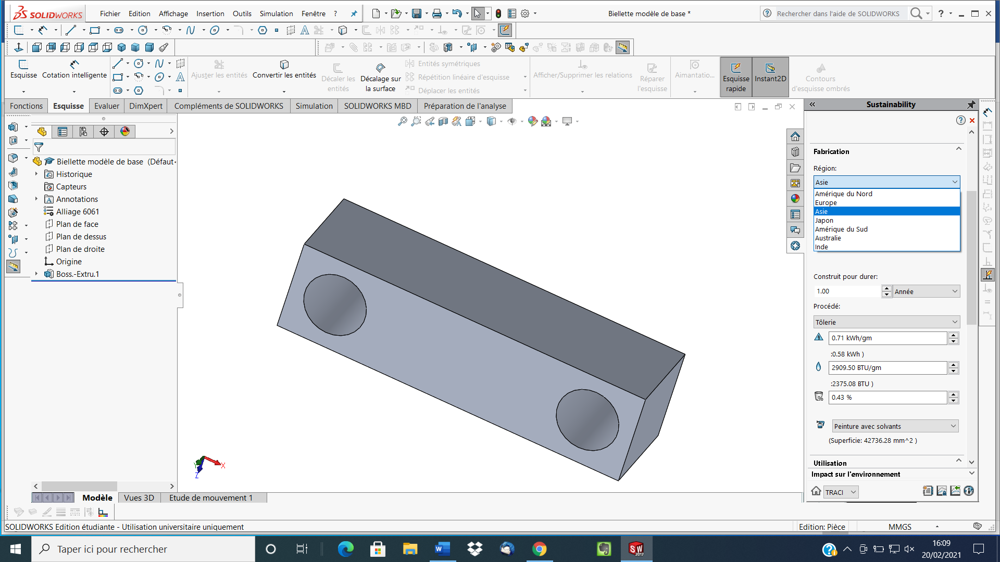 SOLIDWORKS
Fichier Edition Affichage Insertion Outils Simulation Fenêtre ?
Biellette modèle de base *
Rechercher dans l'aide de SOLIDWORKS
?
Esquisse
Cotation intelligente
Ajuster les entités
Convertir les entités
Décaler les
entités
Décalage sur
la surface
Entités symétriques
Répétition linéaire d'esquisse
Déplacer les entités
Afficher/Supprimer les relations
Réparer
l'esquisse
Aimantatio...
Esquisse
rapide
Instant2D
Contours
d'esquisse ombrés
Fonctions Esquisse Evaluer DimXpert Compléments de SOLIDWORKS Simulation SOLIDWORKS MBD Préparation de l'analyse
Sustainability
Biellette modèle de base (Défaut<
Historique
Capteurs
Annotations
Alliage 6061
Plan de face
Plan de dessus
Plan de droite
Origine
Boss.-Extru.1
X
Y
Z
Fabrication
Région:
Asie
Amérique du Nord
Europe
Asie
Japon
Amérique du Sud
Australie
Inde
Construit pour durer:
1.00 Année
Procédé:
Tôlerie
0.71 kWh/gm
:0.58 kWh )
2909.50 BTU/gm
:2375.08 BTU )
0.43 %
Peinture avec solvants
(Superficie: 42736.28 mm^2 )
Utilisation
Impact sur l'environnement
TRACI
Modèle Vues 3D Etude de mouvement 1
SOLIDWORKS Edition étudiante - Utilisation universitaire uniquement
Edition: Pièce
MMGS
Taper ici pour rechercher
SW
2017
16:09
20/02/2021